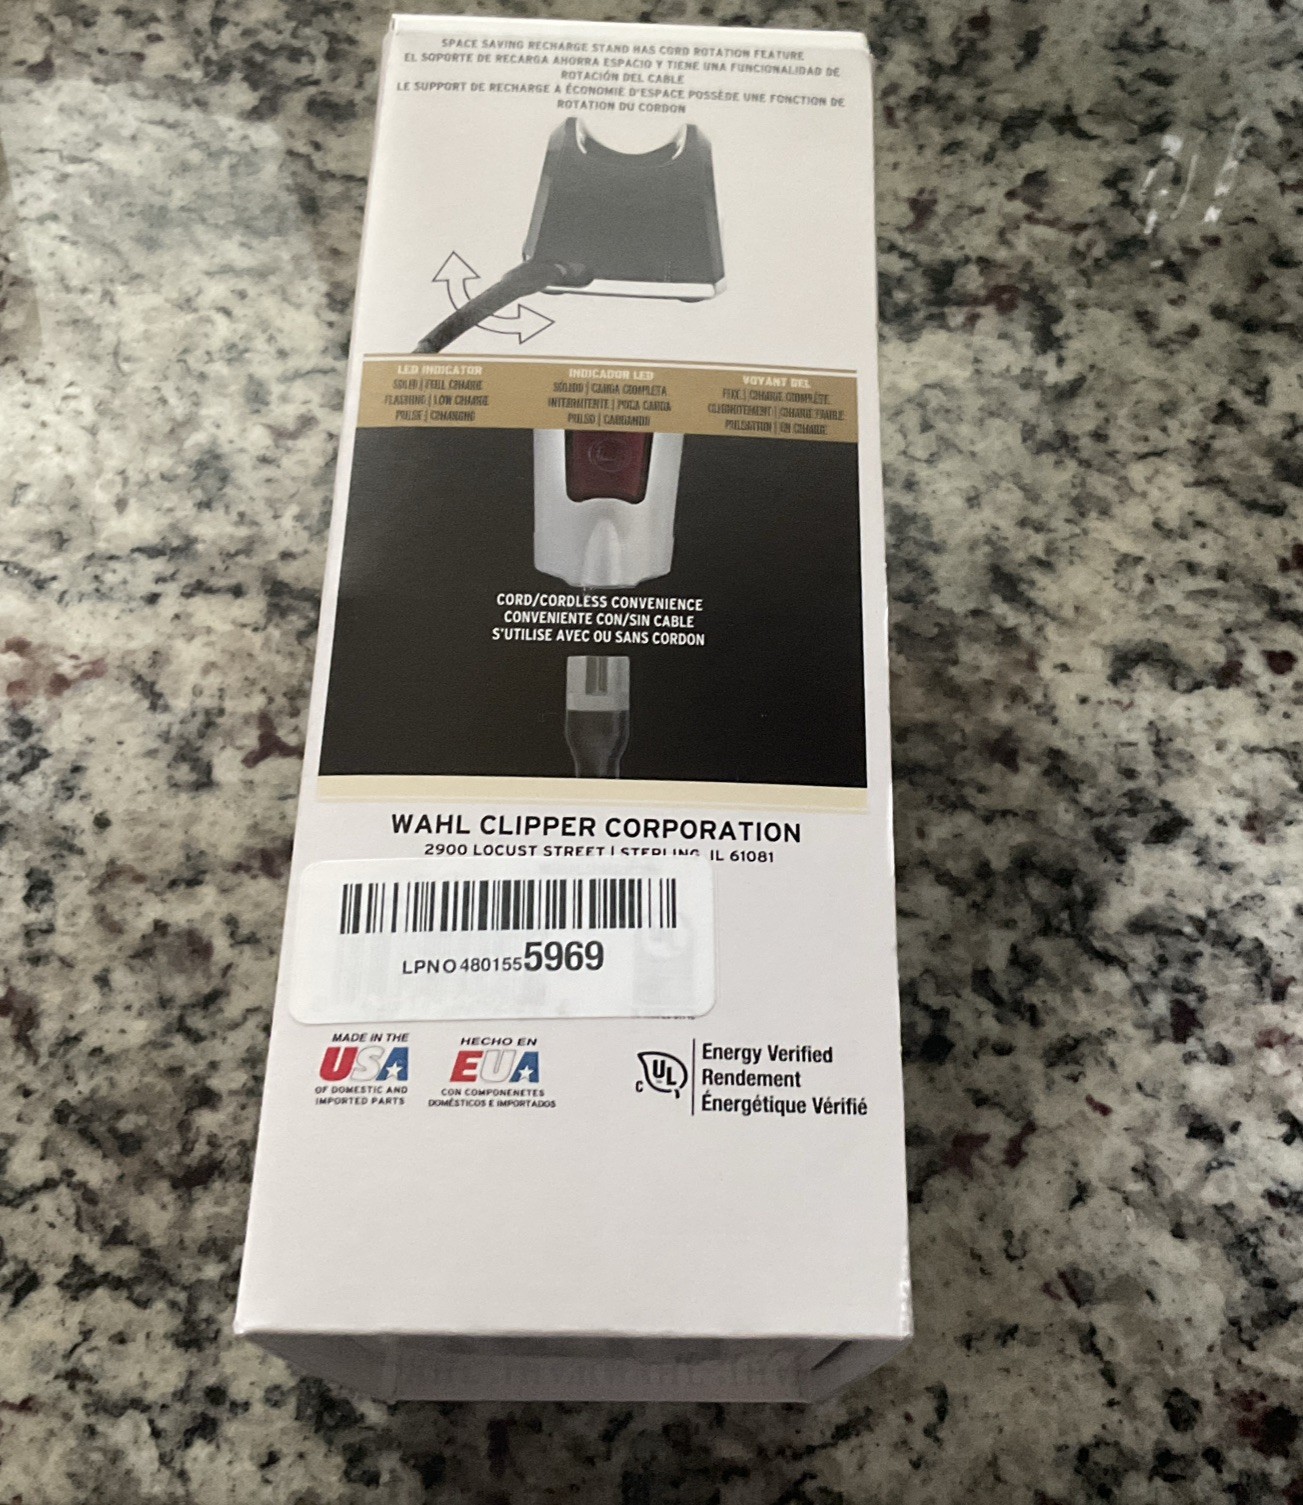 SPACE SAVING RECHARGE STAND HAS CORD ROTATION FEATURE
EL SOPORTE DE RECARGA AHORRA ESPACIO Y TIENE UNA FUNCIONALIDAD DE
ROTACIÓN DEL CABLE
LE SUPPORT DE RECHARGE À ÉCONOMIE D'ESPACE POSSÈDE UNE FONCTION DE
ROTATION DU CORDON
LED INDICATOR
SOLID | FULL CHARGE
FLASHING | LOW CHARGE
PULSE | CHARGING
INDICADOR LED
SÓLIDO | CARGA COMPLETA
INTERMITENTE | POCA CARGA
PULSO | CARGANDO
VOYANT DEL
FIXE | CHARGE COMPLÈTE
CLIGNOTEMENT | CHARGE FAIBLE
PULSATION | EN CHARGE
CORD/CORDLESS CONVENIENCE
CONVENIENTE CON/SIN CABLE
S'UTILISE AVEC OU SANS CORDON
WAHL CLIPPER CORPORATION
2900 LOCUST STREET | STERLING, IL 61081
LPNO4801555969
MADE IN THE
USA
OF DOMESTIC AND
IMPORTED PARTS
HECHO EN
EUA
CON COMPONENETES
DOMÉSTICOS E IMPORTADOS
C UL
Energy Verified
Rendement
Énergétique Vérifié